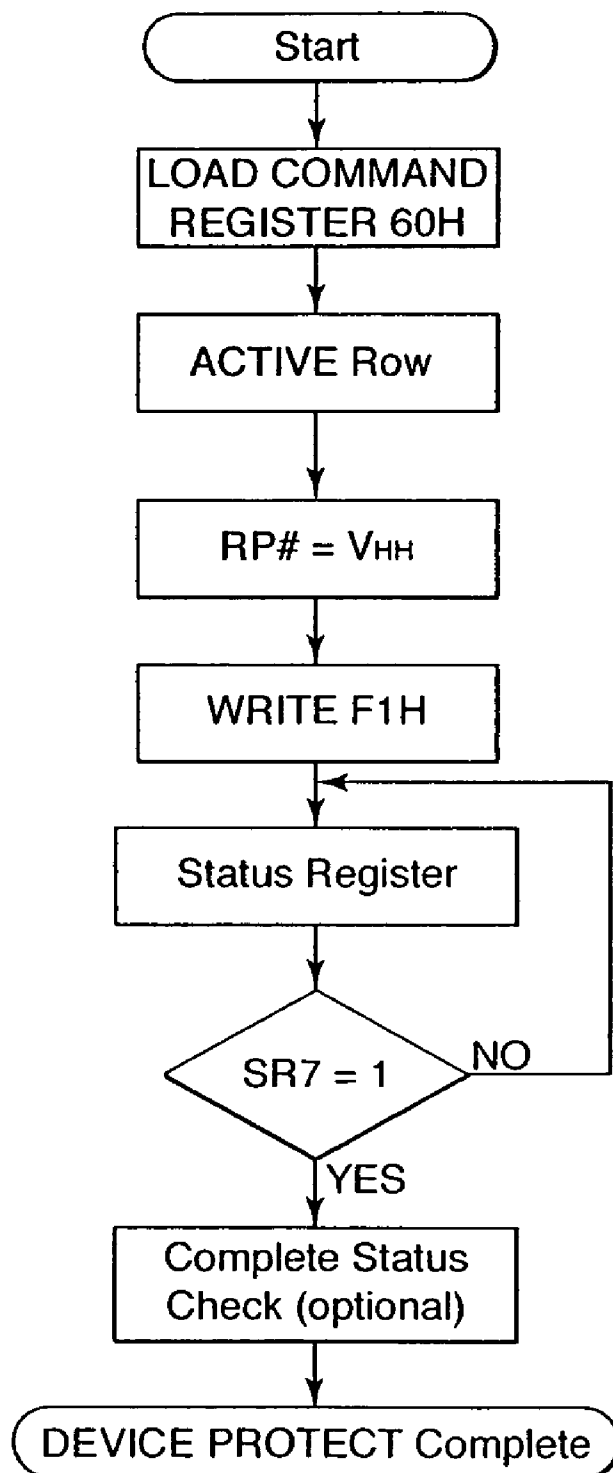 Start
LOAD COMMAND
REGISTER 60H
ACTIVE Row
RP# = VHH
WRITE F1H
Status Register
SR7 = 1
NO
YES
Complete Status
Check (optional)
DEVICE PROTECT Complete